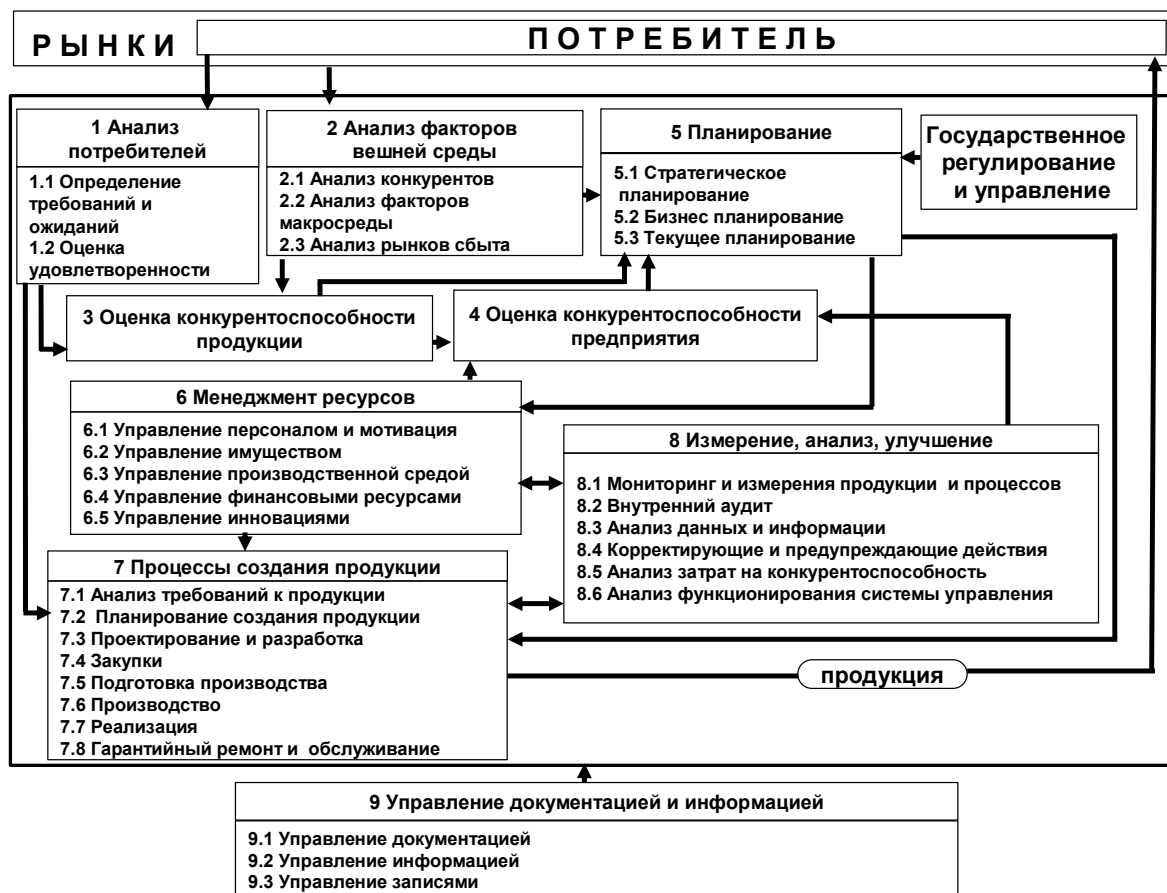 Р Ы Н К И
П О Т Р Е Б И Т Е Л Ь
1 Анализ
потребителей
1.1 Определение
требований и
ожиданий
1.2 Оценка
удовлетворенности
2 Анализ факторов
вешней среды
2.1 Анализ конкурентов
2.2 Анализ факторов
макросреды
2.3 Анализ рынков сбыта
5 Планирование
5.1 Стратегическое
планирование
5.2 Бизнес планирование
5.3 Текущее планирование
Государственное
регулирование
и управление
3 Оценка конкурентоспособности
продукции
4 Оценка конкурентоспособности
предприятия
6 Менеджмент ресурсов
6.1 Управление персоналом и мотивация
6.2 Управление имуществом
6.3 Управление производственной средой
6.4 Управление финансовыми ресурсами
6.5 Управление инновациями
8 Измерение, анализ, улучшение
8.1 Мониторинг и измерения продукции и процессов
8.2 Внутренний аудит
8.3 Анализ данных и информации
8.4 Корректирующие и предупреждающие действия
8.5 Анализ затрат на конкурентоспособность
8.6 Анализ функционирования системы управления
7 Процессы создания продукции
7.1 Анализ требований к продукции
7.2 Планирование создания продукции
7.3 Проектирование и разработка
7.4 Закупки
7.5 Подготовка производства
7.6 Производство
7.7 Реализация
7.8 Гарантийный ремонт и обслуживание
продукция
9 Управление документацией и информацией
9.1 Управление документацией
9.2 Управление информацией
9.3 Управление записями